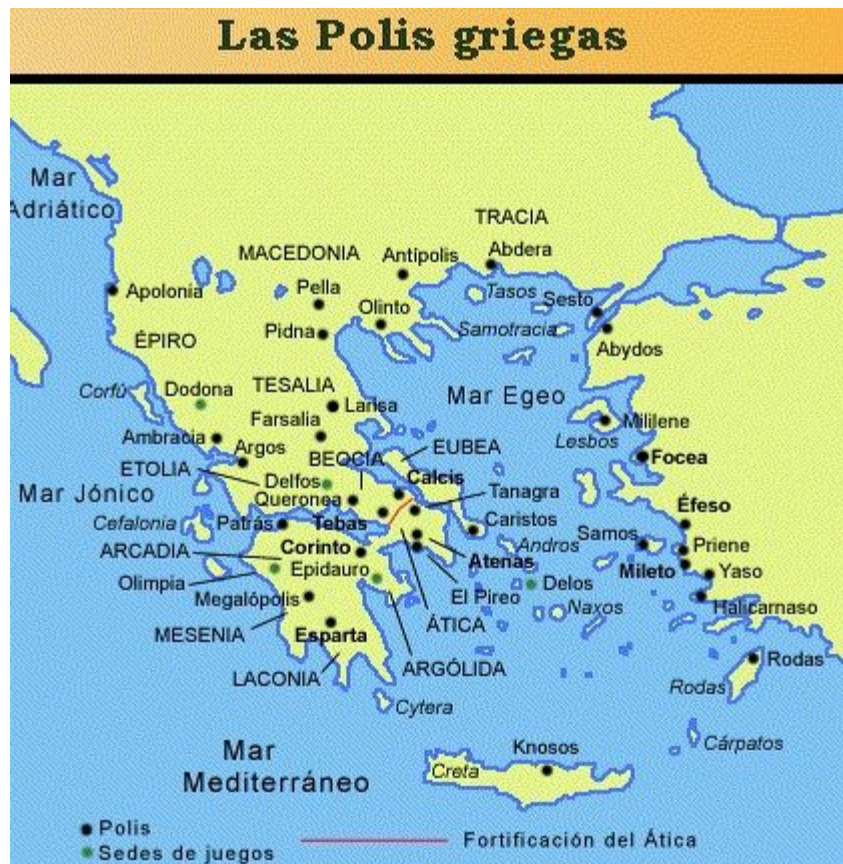 Las Polis griegas
Mar
Adriático
TRACIA
MACEDONIA
Antipolis
Abdera
Apolonia
Pella
Tasos
Sesto
Olinto
Samotracia
Pidna
Abydos
ÉPIRO
Corfú
Dodona
TESALIA
Mar Egeo
Larisa
Farsalia
Mililene
Lesbos
Ambracia
Argos
EUBEA
BEOCIA
Focea
ETOLIA
Delfos
Calcis
Mar Jónico
Queronea
Tanagra
Éfeso
Cefalonia
Patrás
Tebas
Caristos
Samos
Andros
Priene
ARCADIA
Corinto
Atenas
Olimpia
Epidauro
Delos
Mileto
Yaso
Megalópolis
El Pireo
Naxos
Halicarnaso
MESENIA
Esparta
ÁTICA
LACONIA
ARGÓLIDA
Rodas
Rodas
Cytera
Cárpatos
Mar
Mediterráneo
Knosos
Creta
Polis
Sedes de juegos
Fortificación del Ática